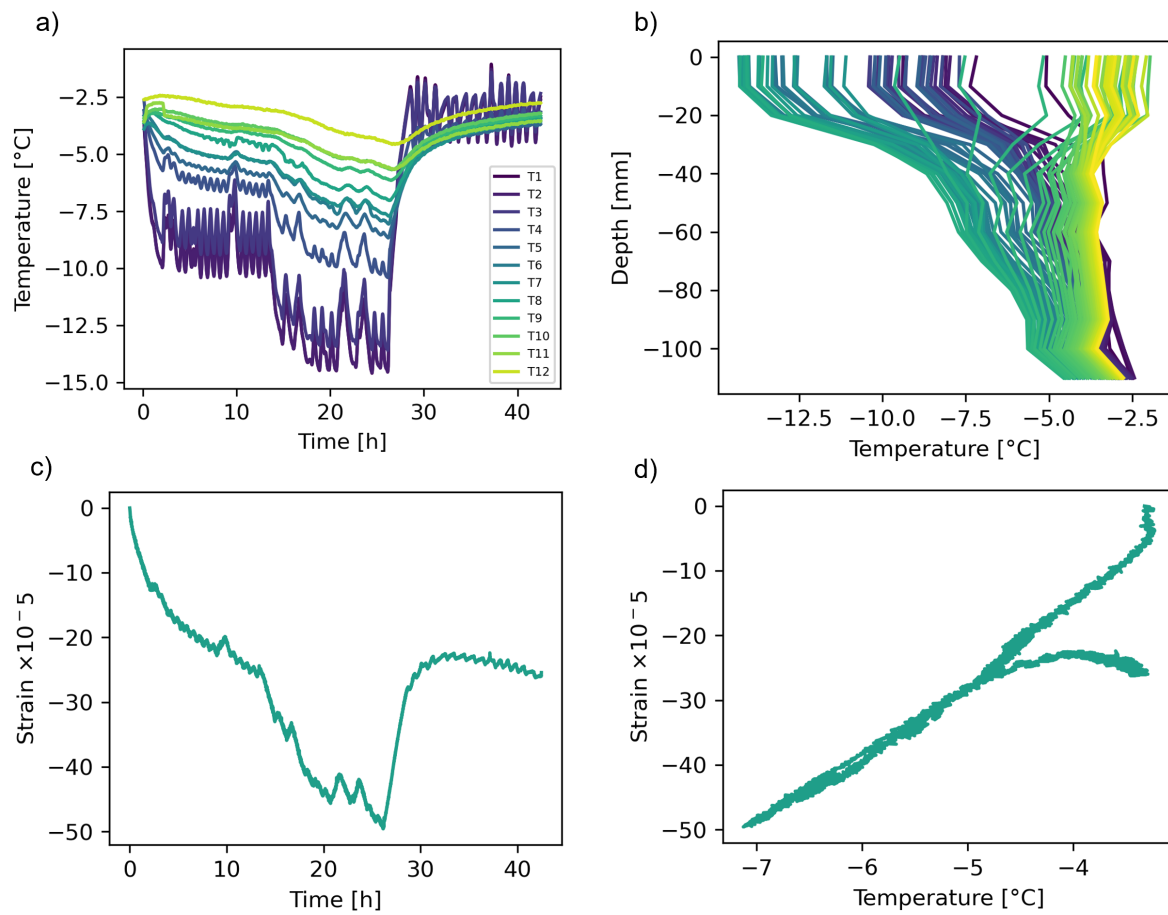 a)
Temperature [°C]
−2.5
−5.0
−7.5
−10.0
−12.5
−15.0
0
10
20
30
40
Time [h]
T1
T2
T3
T4
T5
T6
T7
T8
T9
T10
T11
T12
b)
Depth [mm]
0
−20
−40
−60
−80
−100
−12.5
−10.0
−7.5
−5.0
−2.5
Temperature [°C]
c)
Strain ×10⁻ 5
0
−10
−20
−30
−40
−50
0
10
20
30
40
Time [h]
d)
Strain ×10⁻ 5
0
−10
−20
−30
−40
−50
−7
−6
−5
−4
Temperature [°C]